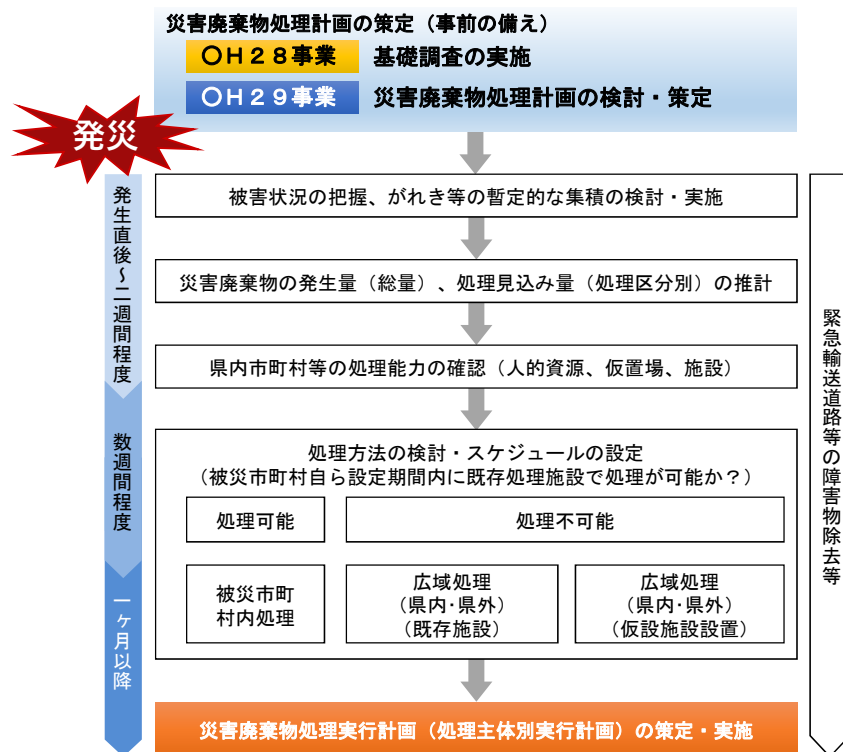 災害廃棄物処理計画の策定（事前の備え）
〇Ｈ２８事業　基礎調査の実施
〇Ｈ２９事業　災害廃棄物処理計画の検討・策定
発災
発生直後～二週間程度
数週間程度
一ヶ月以降
被害状況の把握、がれき等の暫定的な集積の検討・実施
災害廃棄物の発生量（総量）、処理見込み量（処理区分別）の推計
県内市町村等の処理能力の確認（人的資源、仮置場、施設）
処理方法の検討・スケジュールの設定
（被災市町村自ら設定期間内に既存処理施設で処理が可能か？）
処理可能
処理不可能
被災市町
村内処理
広域処理
（県内･県外）
（既存施設）
広域処理
（県内･県外）
（仮設施設設置）
災害廃棄物処理実行計画（処理主体別実行計画）の策定・実施
緊急輸送道路等の障害物除去等